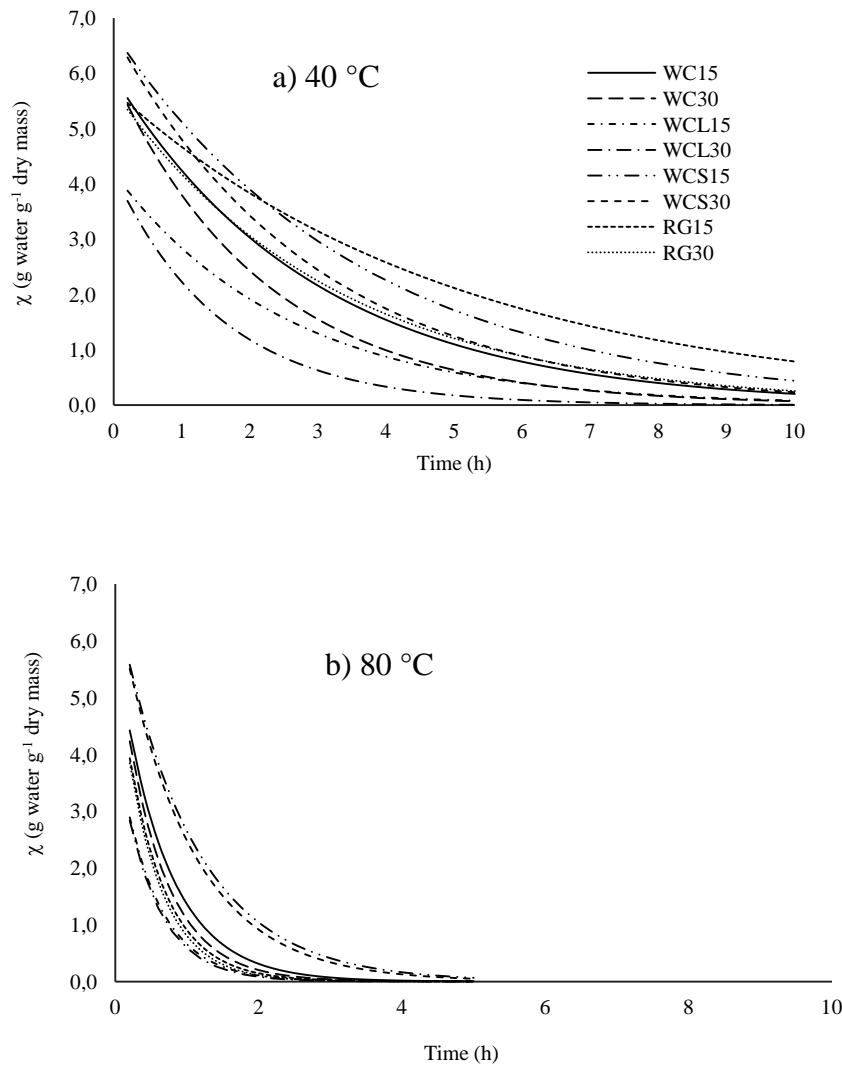 7,0
6,0
5,0
4,0
3,0
2,0
1,0
0,0
χ (g water g⁻¹ dry mass)
a) 40 °C
WC15
WC30
WCL15
WCL30
WCS15
WCS30
RG15
RG30
0 1 2 3 4 5 6 7 8 9 10
Time (h)
7,0
6,0
5,0
4,0
3,0
2,0
1,0
0,0
χ (g water g⁻¹ dry mass)
b) 80 °C
0 2 4 6 8 10
Time (h)